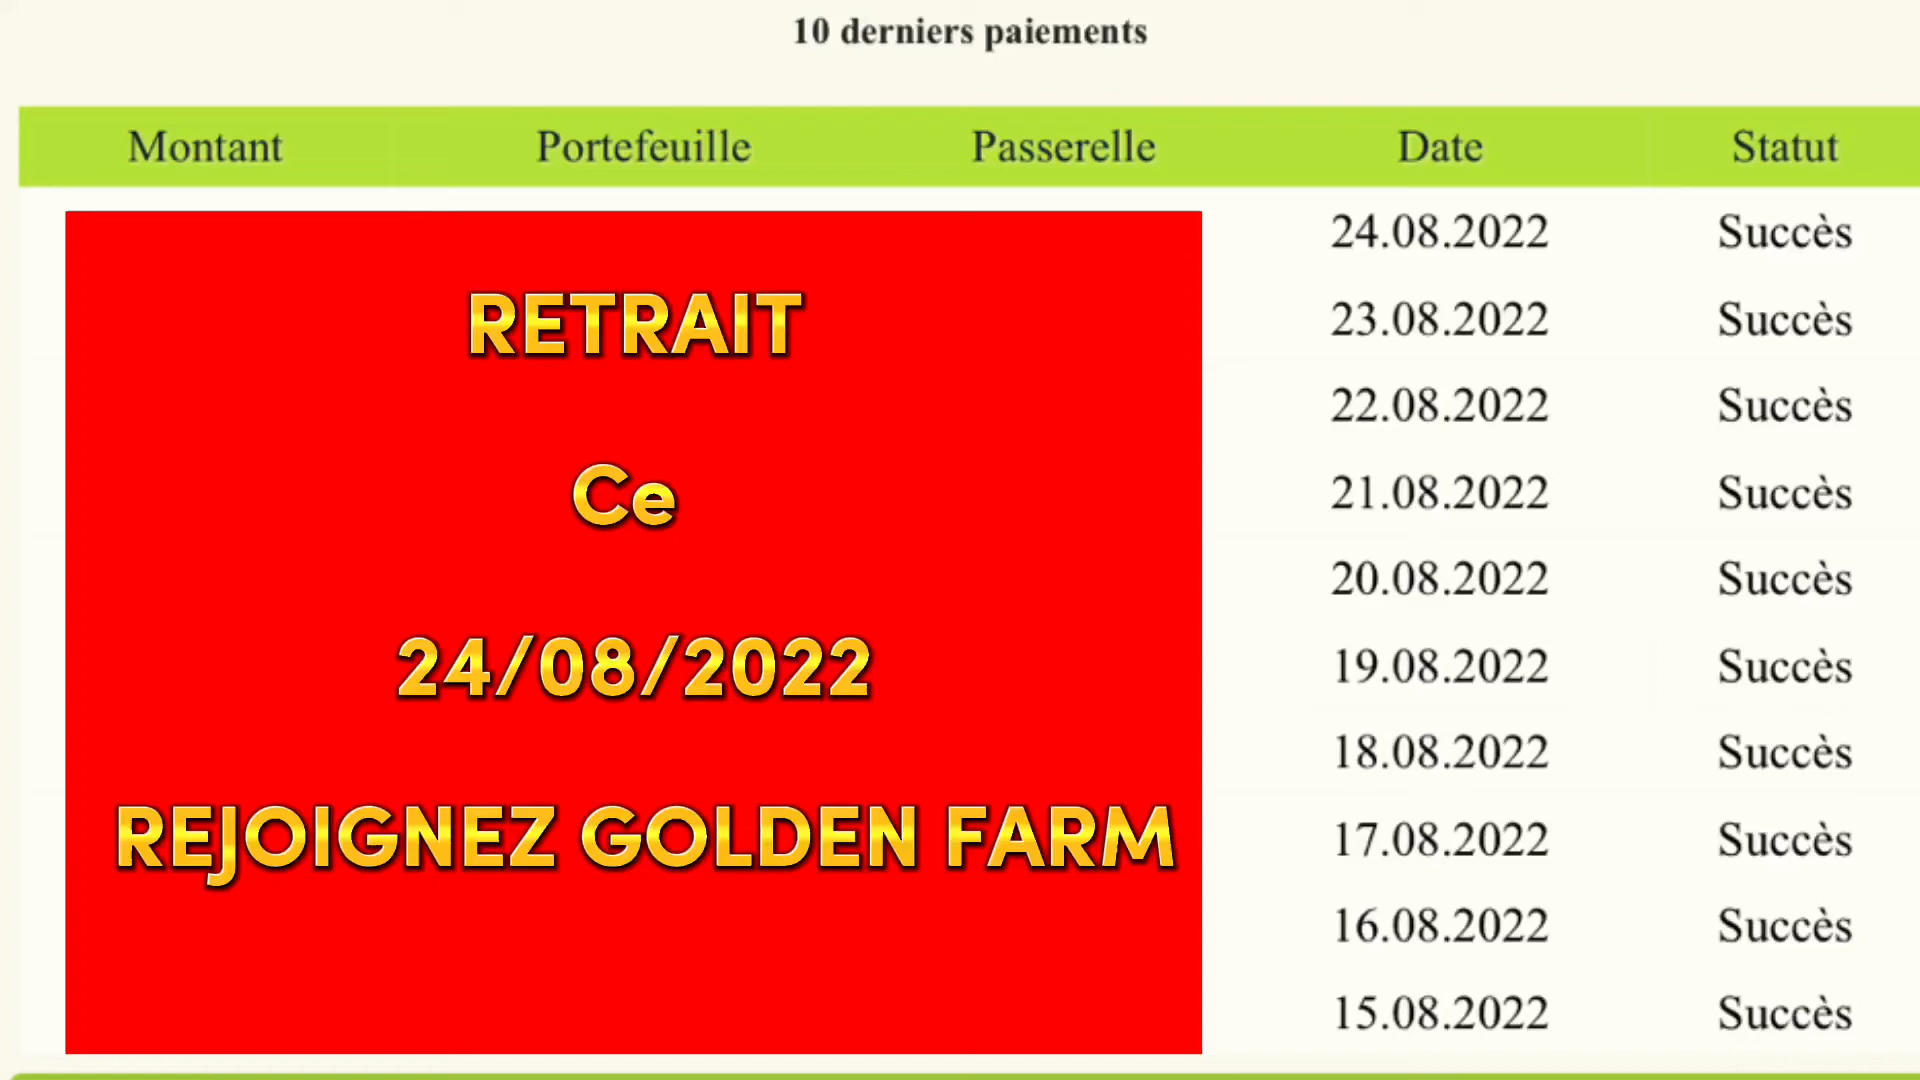 10 derniers paiements
Montant Portefeuille Passerelle Date Statut
24.08.2022 Succès
23.08.2022 Succès
22.08.2022 Succès
21.08.2022 Succès
20.08.2022 Succès
19.08.2022 Succès
18.08.2022 Succès
17.08.2022 Succès
16.08.2022 Succès
15.08.2022 Succès
RETRAIT
Ce
24/08/2022
REJOIGNEZ GOLDEN FARM